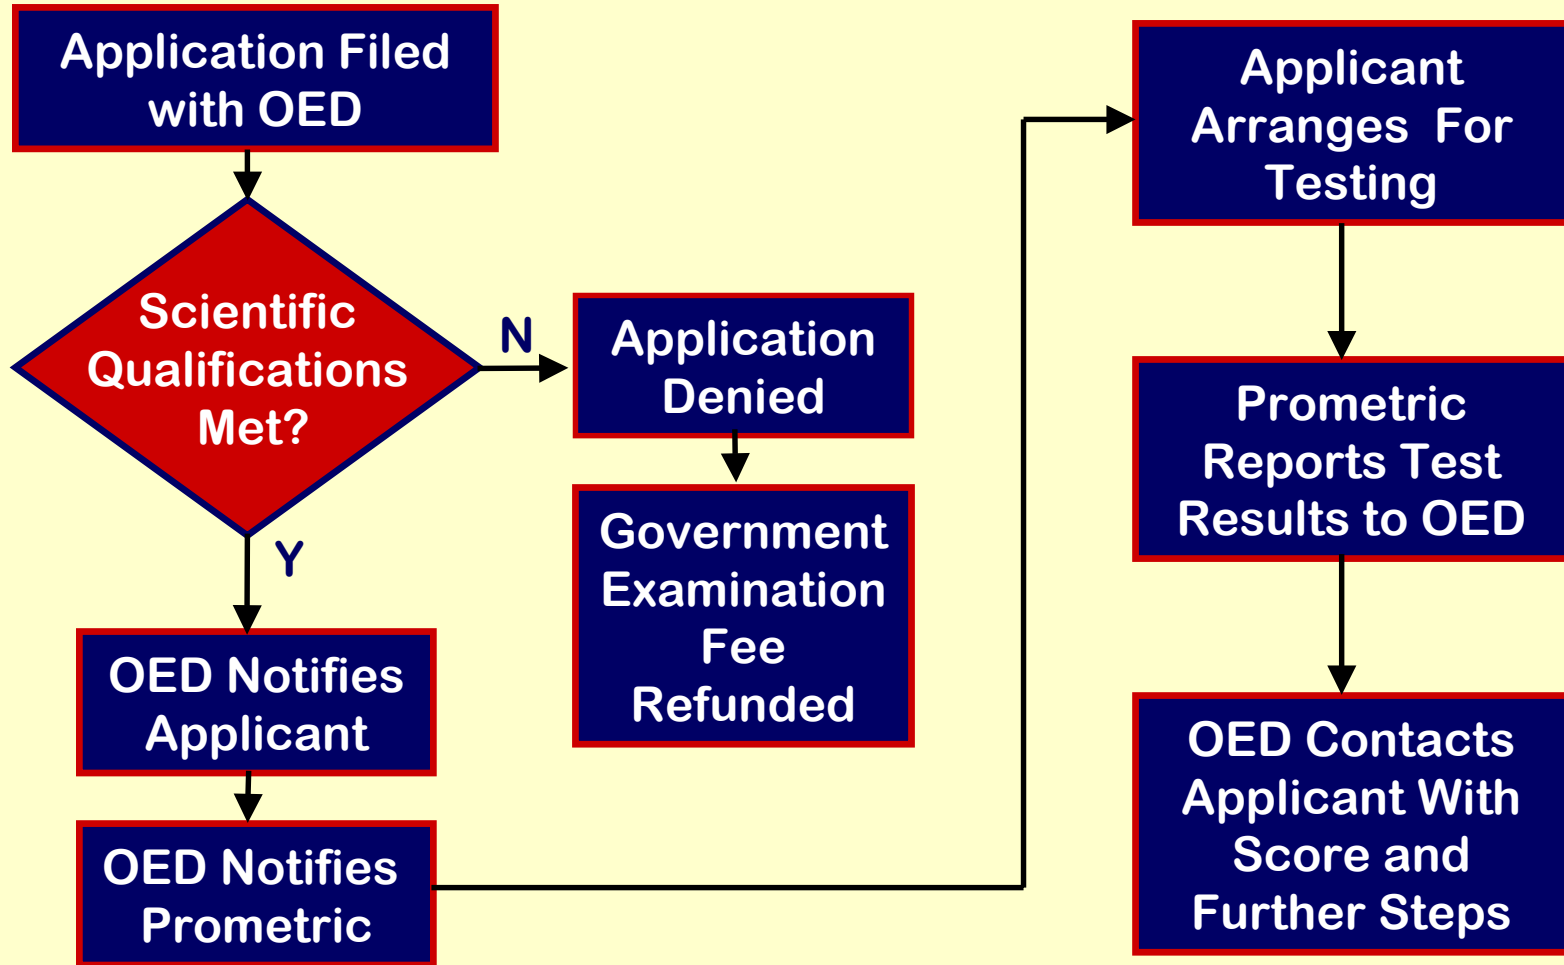 Application Filed
with OED
Scientific
Qualifications
Met?
N
Application
Denied
Government
Examination
Fee
Refunded
Y
OED Notifies
Applicant
OED Notifies
Prometric
Applicant
Arranges For
Testing
Prometric
Reports Test
Results to OED
OED Contacts
Applicant With
Score and
Further Steps